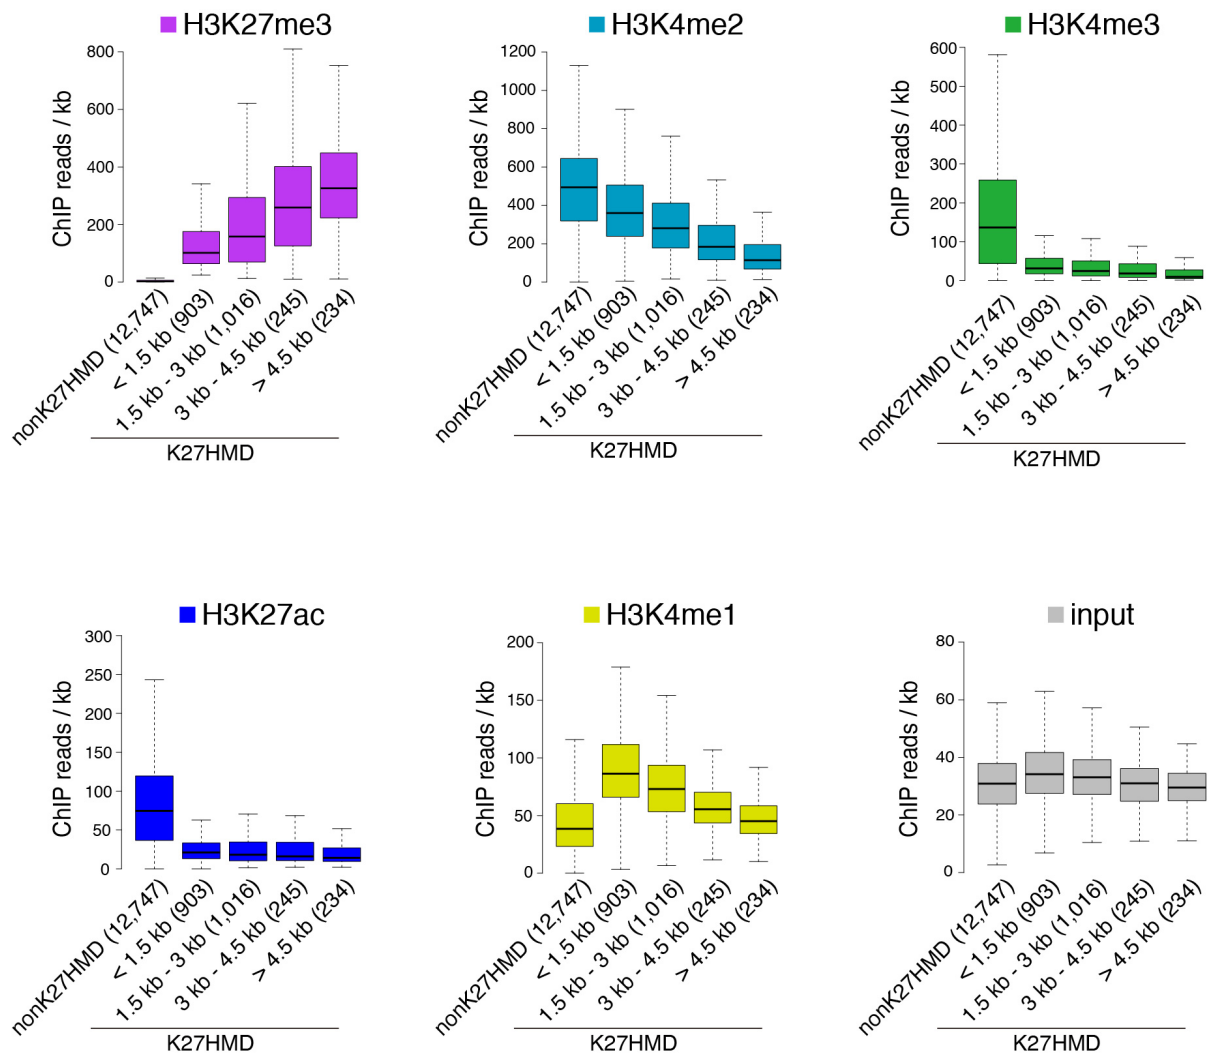 H3K27me3
800
600
400
200
0
ChIP reads / kb
nonK27HMD (12,747)
< 1.5 kb (903)
1.5 kb - 3 kb (1,016)
3 kb - 4.5 kb (245)
> 4.5 kb (234)
K27HMD
H3K4me2
1200
1000
800
600
400
200
0
ChIP reads / kb
nonK27HMD (12,747)
< 1.5 kb (903)
1.5 kb - 3 kb (1,016)
3 kb - 4.5 kb (245)
> 4.5 kb (234)
K27HMD
H3K4me3
600
500
400
300
200
100
0
ChIP reads / kb
nonK27HMD (12,747)
< 1.5 kb (903)
1.5 kb - 3 kb (1,016)
3 kb - 4.5 kb (245)
> 4.5 kb (234)
K27HMD
H3K27ac
300
250
200
150
100
50
0
ChIP reads / kb
nonK27HMD (12,747)
< 1.5 kb (903)
1.5 kb - 3 kb (1,016)
3 kb - 4.5 kb (245)
> 4.5 kb (234)
K27HMD
H3K4me1
200
150
100
50
0
ChIP reads / kb
nonK27HMD (12,747)
< 1.5 kb (903)
1.5 kb - 3 kb (1,016)
3 kb - 4.5 kb (245)
> 4.5 kb (234)
K27HMD
input
80
60
40
20
0
ChIP reads / kb
nonK27HMD (12,747)
< 1.5 kb (903)
1.5 kb - 3 kb (1,016)
3 kb - 4.5 kb (245)
> 4.5 kb (234)
K27HMD